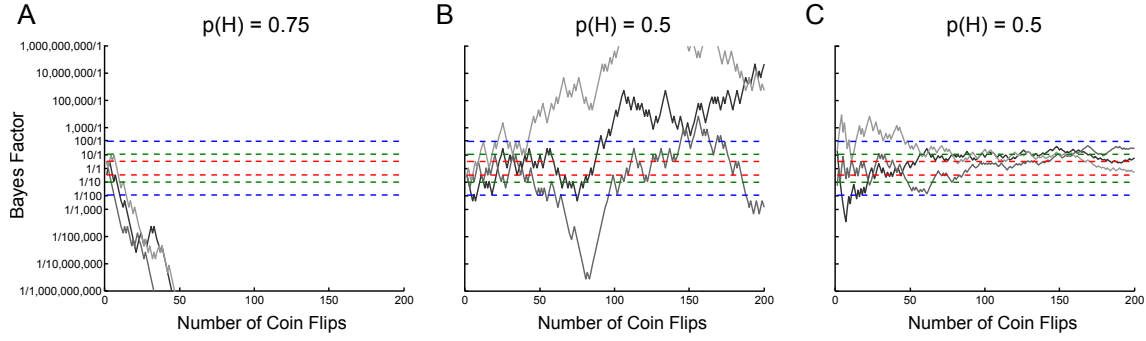 A
B
C
p(H) = 0.75
p(H) = 0.5
p(H) = 0.5
Bayes Factor
1,000,000,000/1
10,000,000/1
100,000/1
1,000/1
100/1
10/1
1/1
1/10
1/100
1/1,000
1/100,000
1/10,000,000
1/1,000,000,000
0 50 100 150 200
0 50 100 150 200
0 50 100 150 200
Number of Coin Flips
Number of Coin Flips
Number of Coin Flips